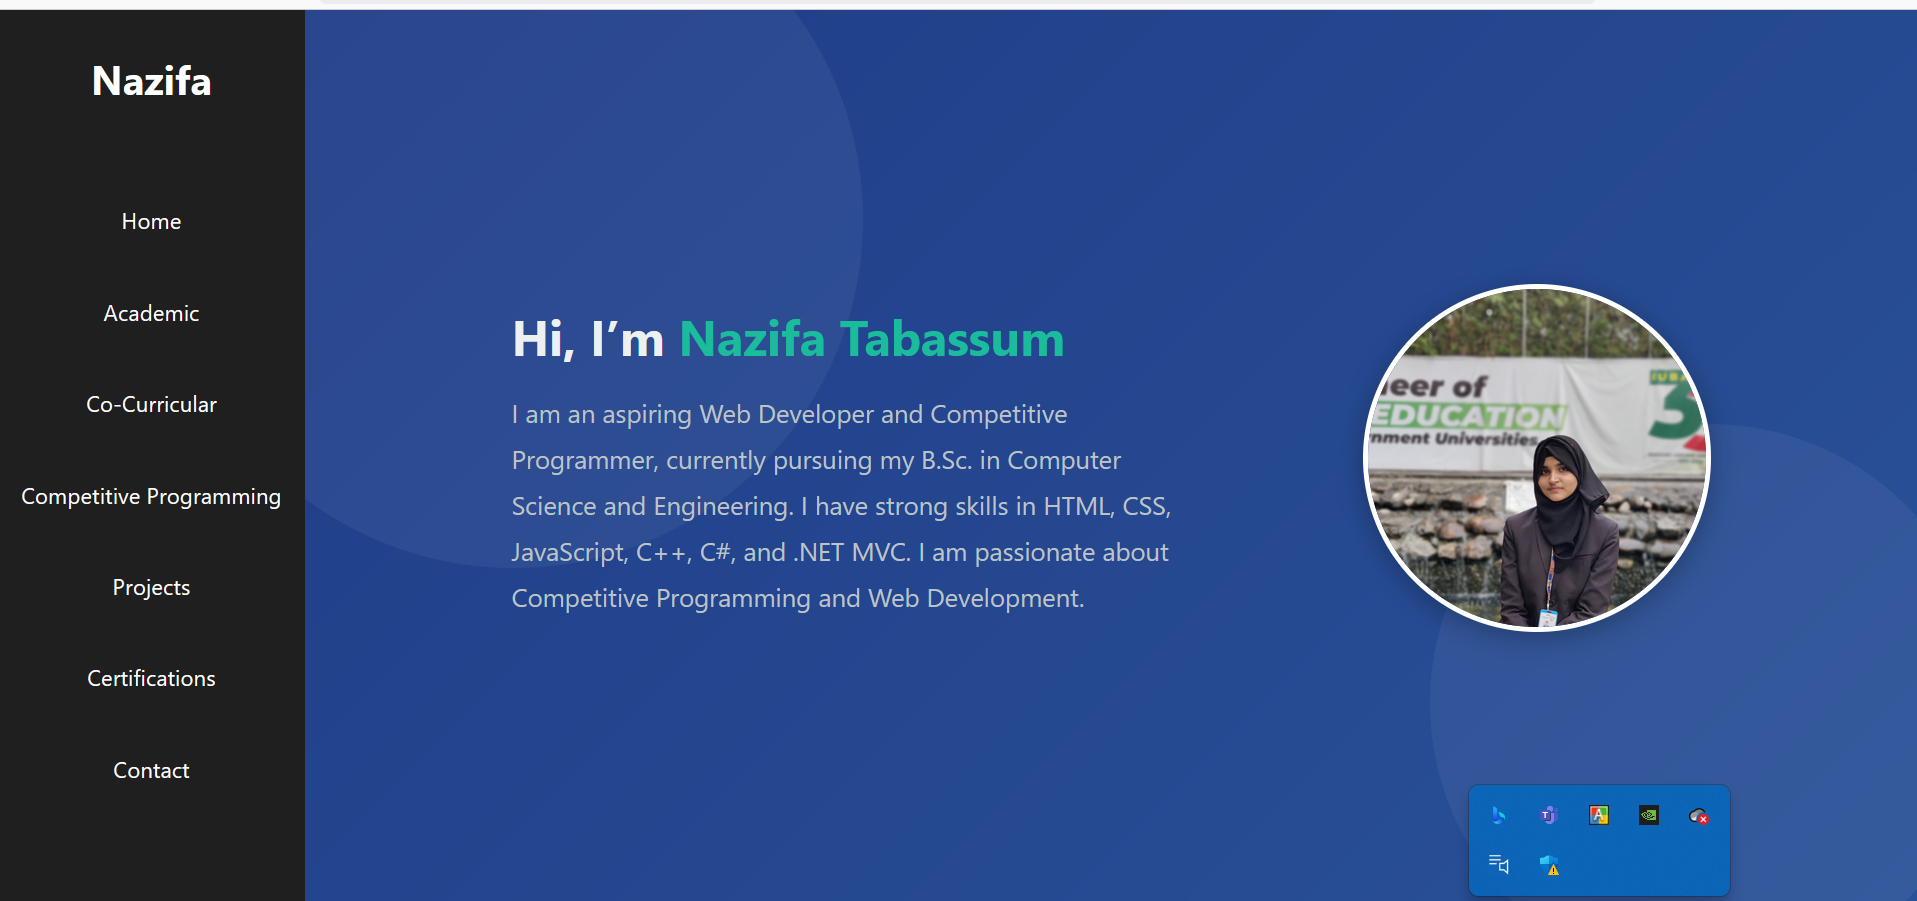 Nazifa
Home
Academic
Co-Curricular
Competitive Programming
Projects
Certifications
Contact
Hi, I’m Nazifa Tabassum
I am an aspiring Web Developer and Competitive
Programmer, currently pursuing my B.Sc. in Computer
Science and Engineering. I have strong skills in HTML, CSS,
JavaScript, C++, C#, and .NET MVC. I am passionate about
Competitive Programming and Web Development.
eer of
EDUCATION
nment Universities
IUBA
3